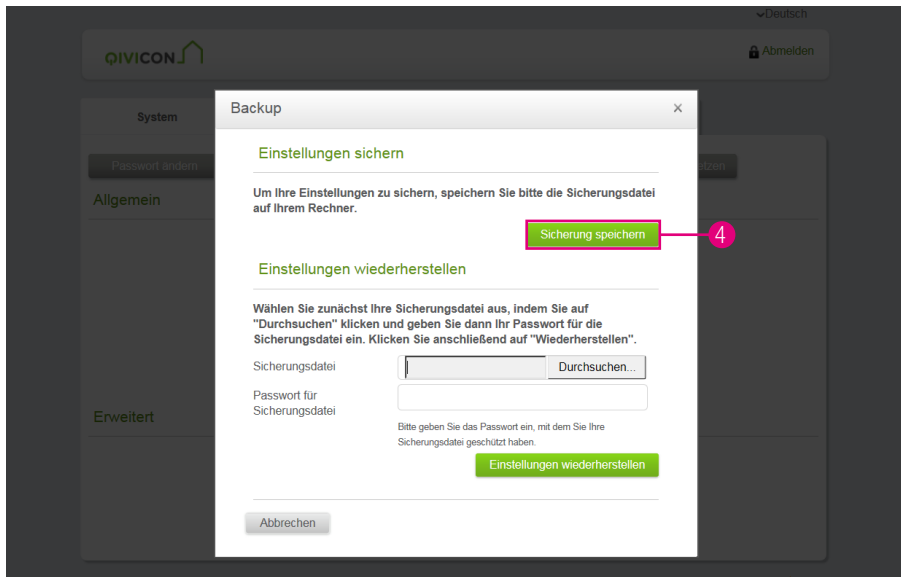 Deutsch
QIVICON
Abmelden
System
Passwort ändern
etzen
Allgemein
Erweitert
Backup
Einstellungen sichern
Um Ihre Einstellungen zu sichern, speichern Sie bitte die Sicherungsdatei
auf Ihrem Rechner.
Sicherung speichern
4
Einstellungen wiederherstellen
Wählen Sie zunächst Ihre Sicherungsdatei aus, indem Sie auf
"Durchsuchen" klicken und geben Sie dann Ihr Passwort für die
Sicherungsdatei ein. Klicken Sie anschließend auf "Wiederherstellen".
Sicherungsdatei
Durchsuchen...
Passwort für
Sicherungsdatei
Bitte geben Sie das Passwort ein, mit dem Sie Ihre
Sicherungsdatei geschützt haben.
Einstellungen wiederherstellen
Abbrechen